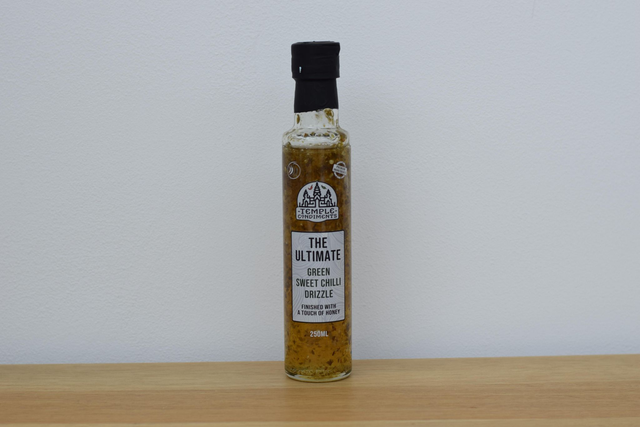 TEMPLE
CONDIMENTS
THE
ULTIMATE
GREEN
SWEET CHILLI
DRIZZLE
FINISHED WITH
A TOUCH OF HONEY
250ML